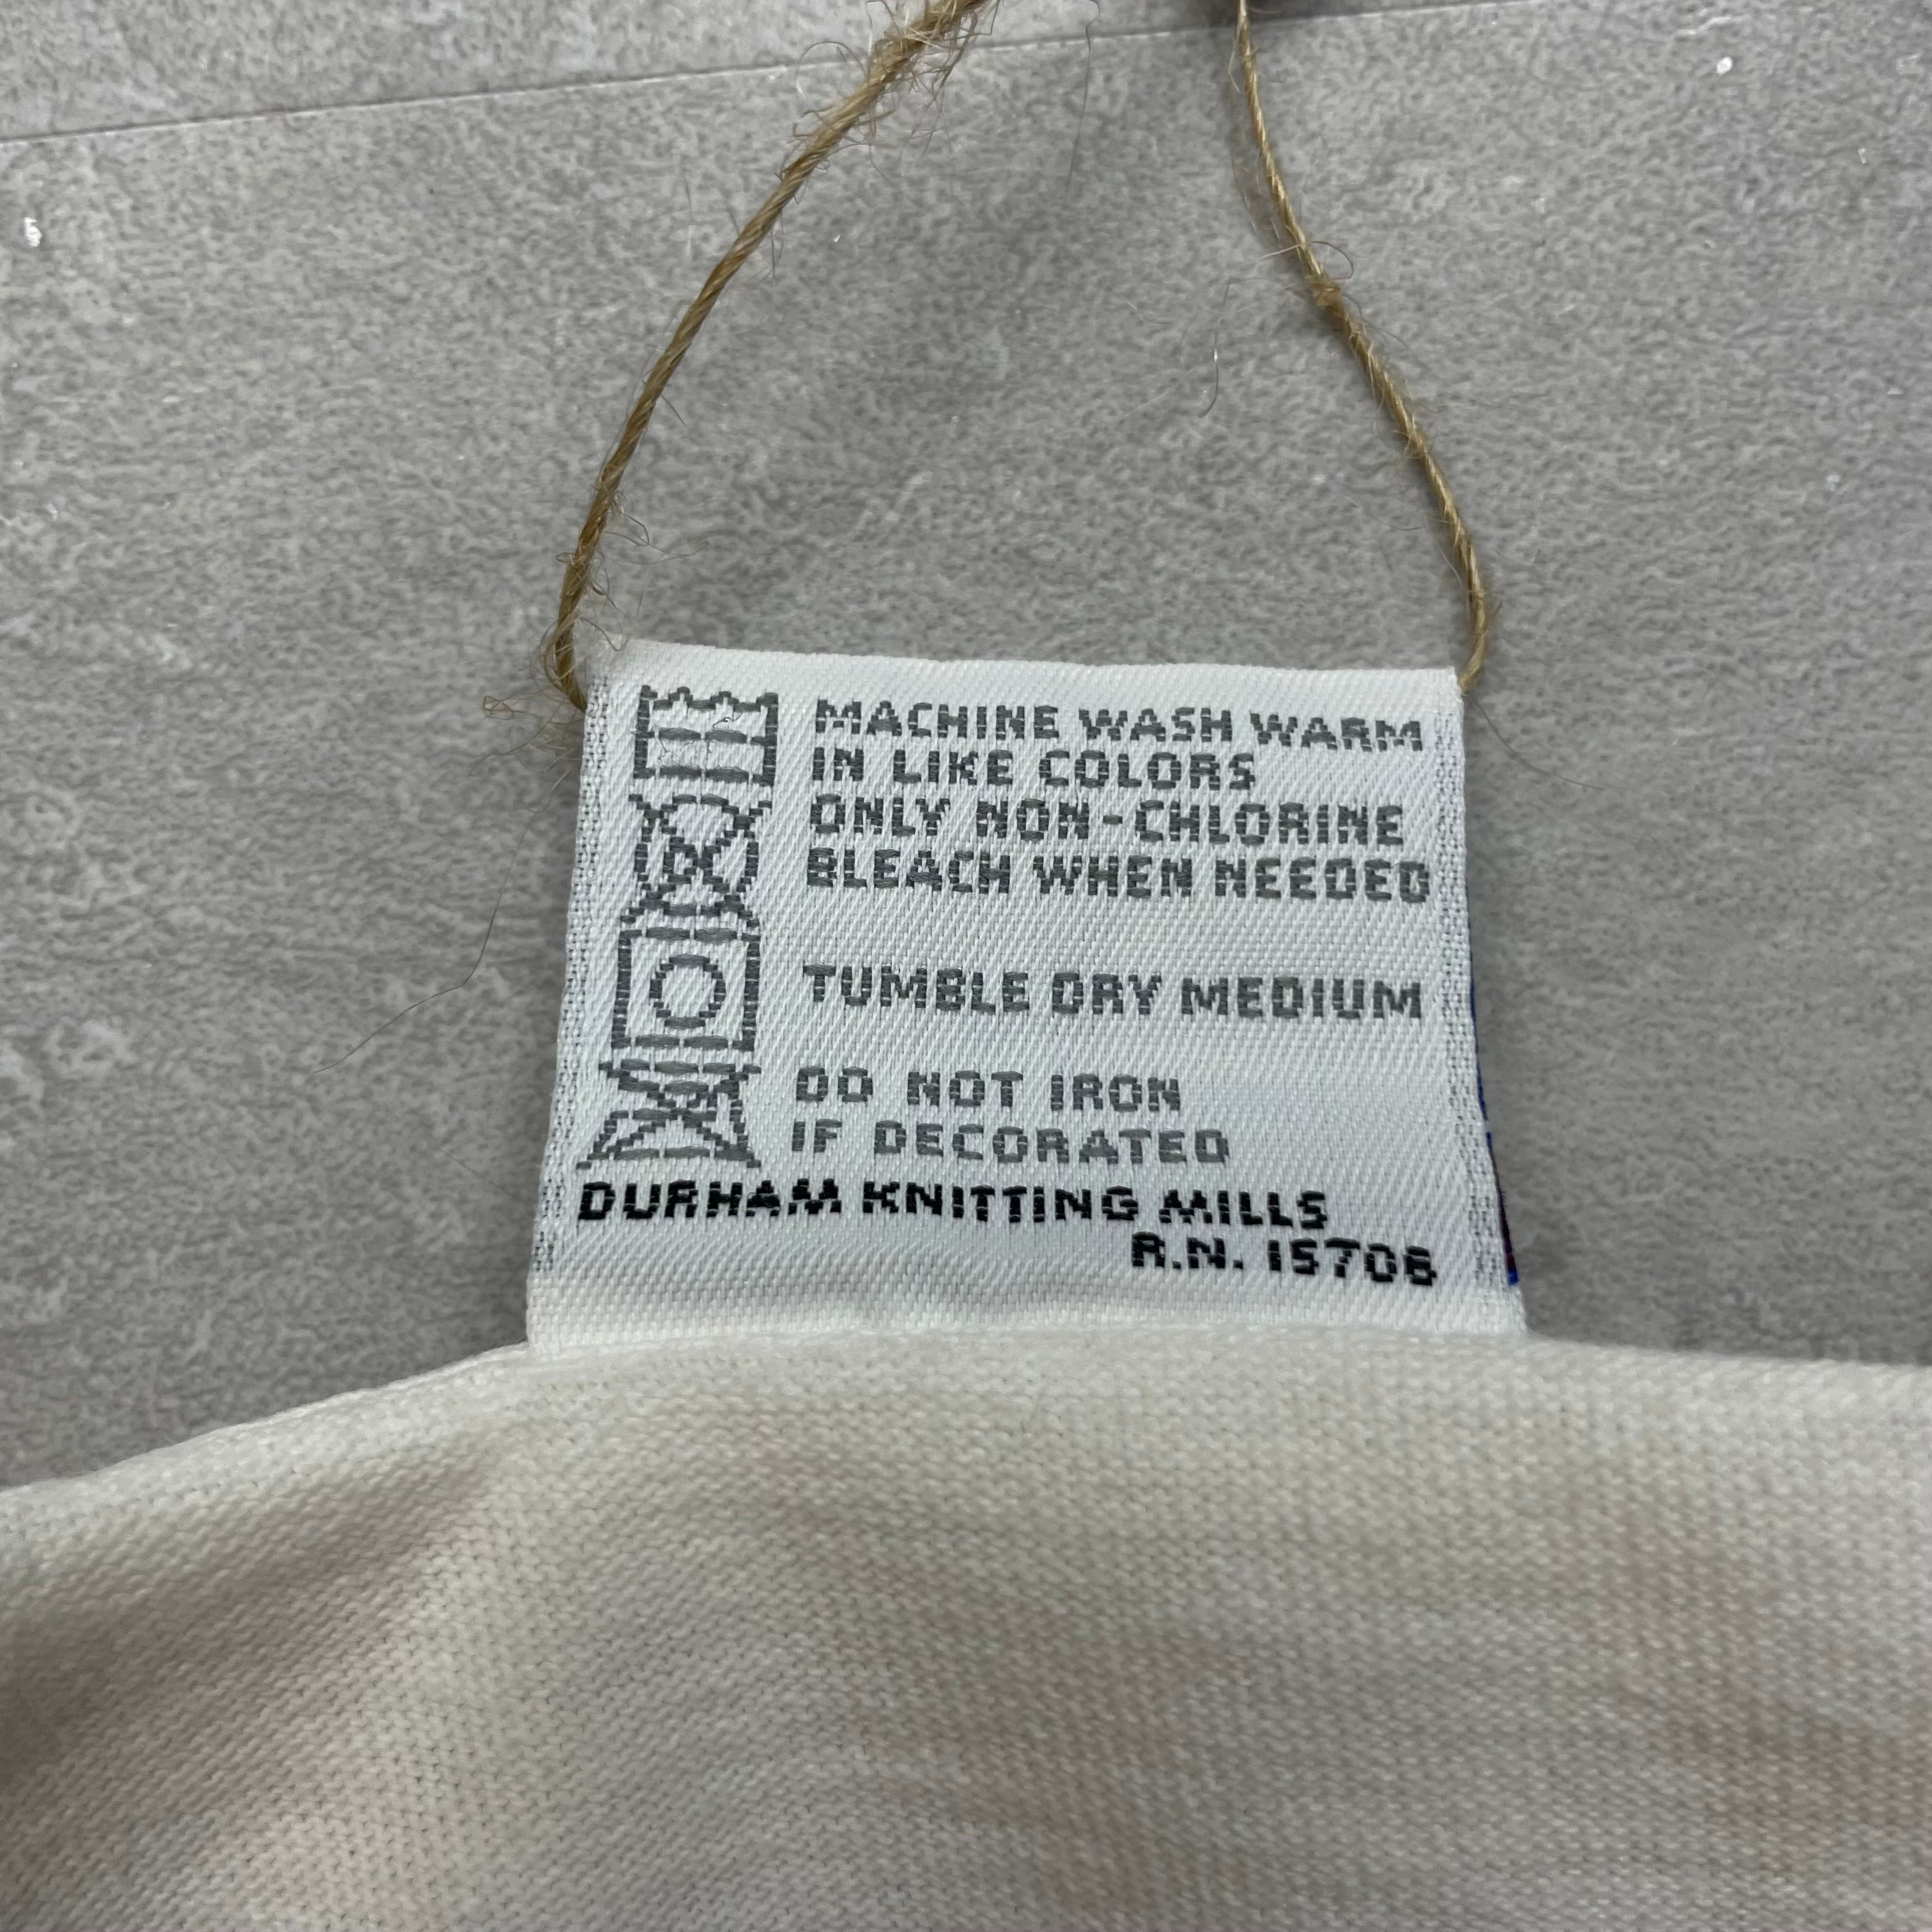 MACHINE WASH WARM
IN LIKE COLORS
ONLY NON-CHLORINE
BLEACH WHEN NEEDED
TUMBLE DRY MEDIUM
DO NOT IRON
IF DECORATED
DURHAM KNITTING MILLS
R.N. 15706